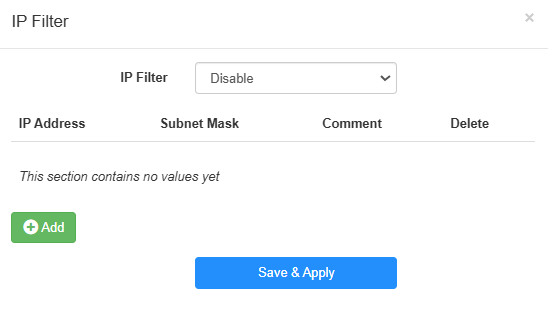 IP Filter
×
IP Filter Disable
IP Address Subnet Mask Comment Delete
This section contains no values yet
Add
Save & Apply